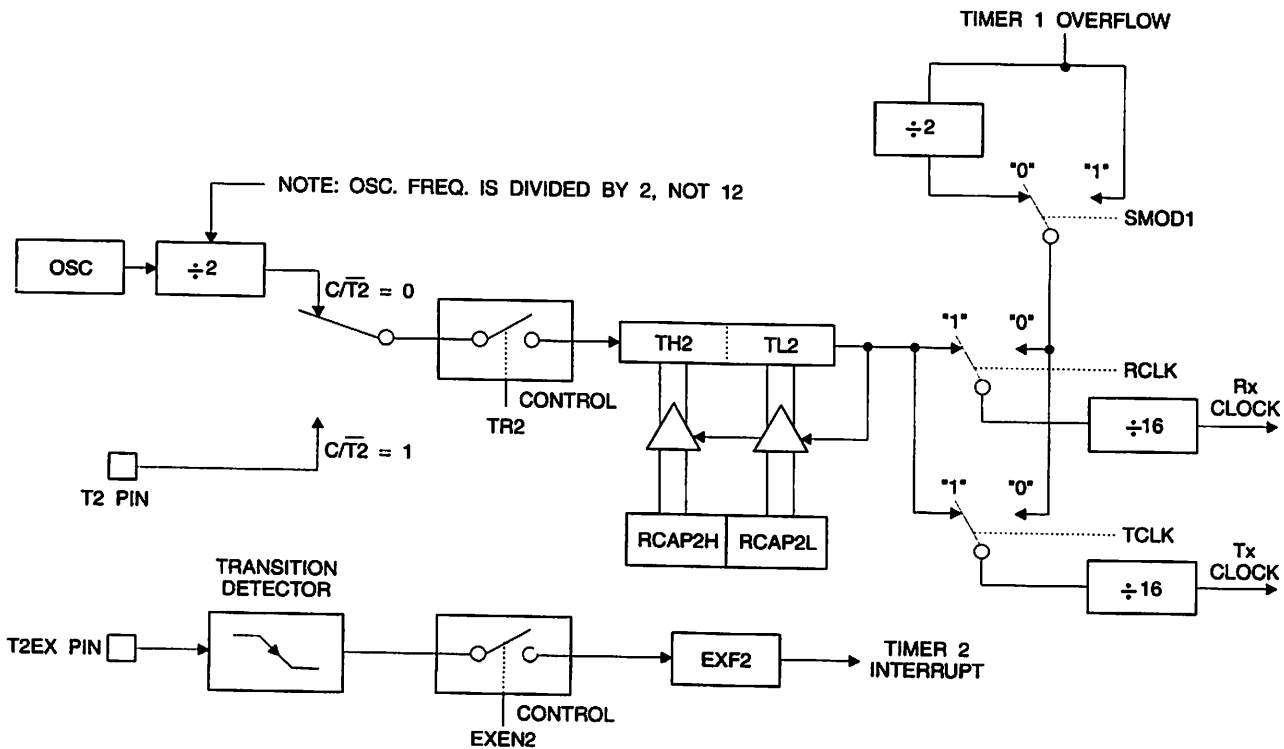 TIMER 1 OVERFLOW
÷2
"0"
"1"
SMOD1
NOTE: OSC. FREQ. IS DIVIDED BY 2, NOT 12
OSC
÷2
C/T̅2̅ = 0
TH2
TL2
"1"
"0"
RCLK
CONTROL
TR2
Rx
CLOCK
÷16
C/T̅2̅ = 1
T2 PIN
"1"
"0"
TCLK
RCAP2H
RCAP2L
Tx
CLOCK
÷16
TRANSITION
DETECTOR
T2EX PIN
EXF2
TIMER 2
INTERRUPT
CONTROL
EXEN2